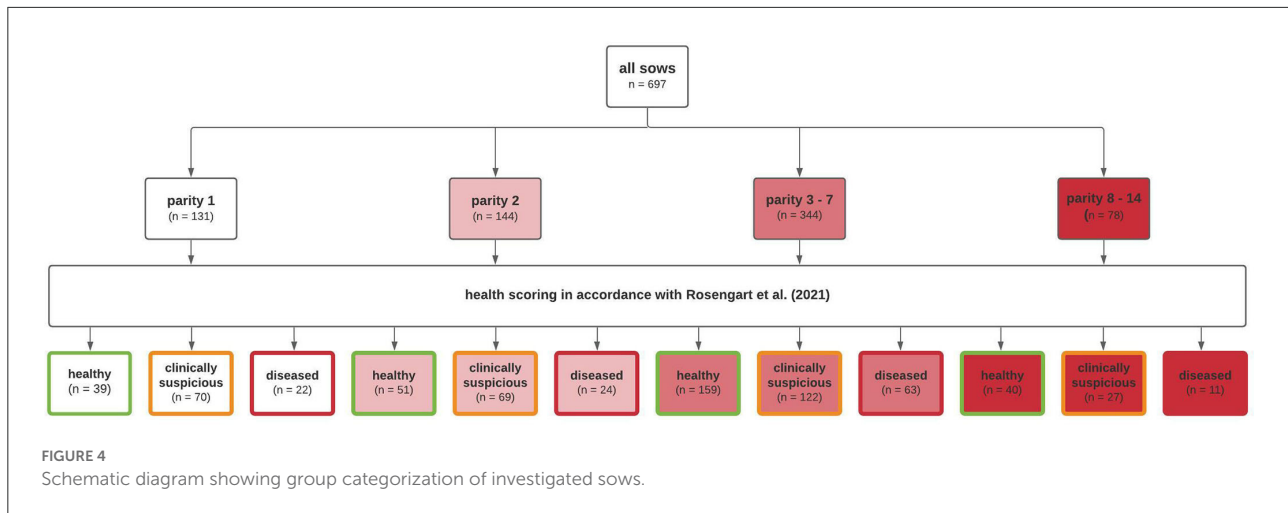 all sows
n = 697
parity 1
(n = 131)
parity 2
(n = 144)
parity 3 - 7
(n = 344)
parity 8 - 14
(n = 78)
health scoring in accordance with Rosengart et al. (2021)
healthy
(n = 39)
clinically
suspicious
(n = 70)
diseased
(n = 22)
healthy
(n = 51)
clinically
suspicious
(n = 69)
diseased
(n = 24)
healthy
(n = 159)
clinically
suspicious
(n = 122)
diseased
(n = 63)
healthy
(n = 40)
clinically
suspicious
(n = 27)
diseased
(n = 11)
FIGURE 4
Schematic diagram showing group categorization of investigated sows.